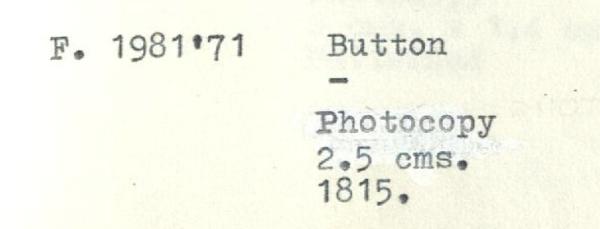 F. 1981'71 Button
-
Photocopy
2.5 cms.
1815.